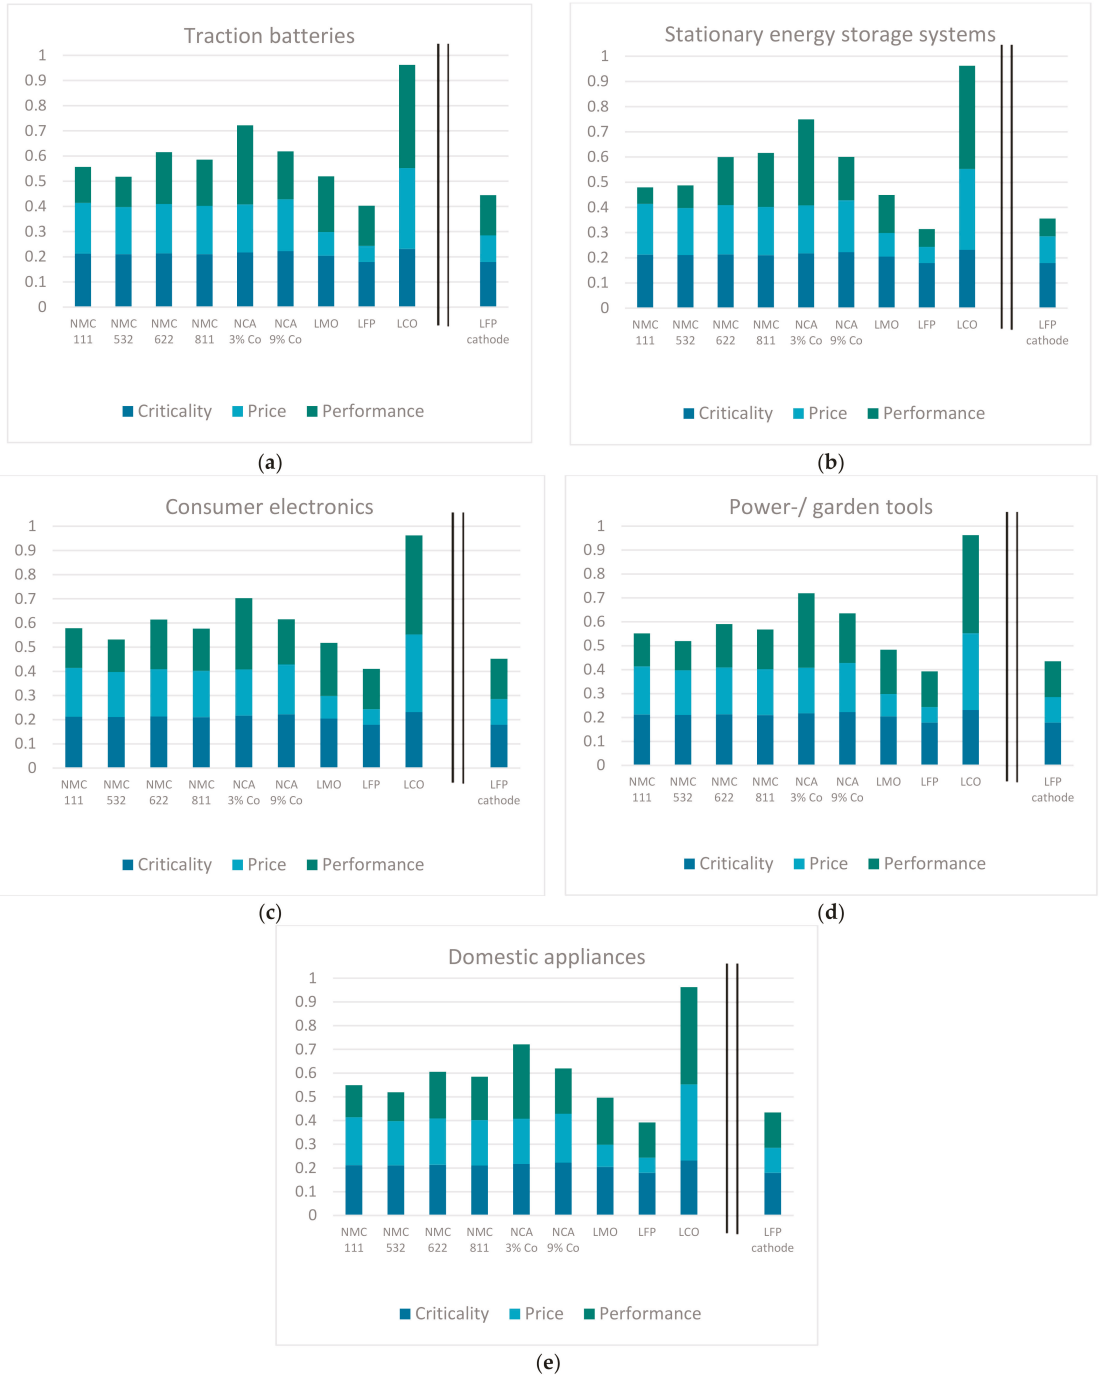 Traction batteries
1
0.9
0.8
0.7
0.6
0.5
0.4
0.3
0.2
0.1
0
NMC 111
NMC 532
NMC 622
NMC 811
NCA 3% Co
NCA 9% Co
LMO
LFP
LCO
LFP cathode
Criticality Price Performance
(a)
Stationary energy storage systems
1
0.9
0.8
0.7
0.6
0.5
0.4
0.3
0.2
0.1
0
NMC 111
NMC 532
NMC 622
NMC 811
NCA 3% Co
NCA 9% Co
LMO
LFP
LCO
LFP cathode
Criticality Price Performance
(b)
Consumer electronics
1
0.9
0.8
0.7
0.6
0.5
0.4
0.3
0.2
0.1
0
NMC 111
NMC 532
NMC 622
NMC 811
NCA 3% Co
NCA 9% Co
LMO
LFP
LCO
LFP cathode
Criticality Price Performance
(c)
Power-/ garden tools
1
0.9
0.8
0.7
0.6
0.5
0.4
0.3
0.2
0.1
0
NMC 111
NMC 532
NMC 622
NMC 811
NCA 3% Co
NCA 9% Co
LMO
LFP
LCO
LFP cathode
Criticality Price Performance
(d)
Domestic appliances
1
0.9
0.8
0.7
0.6
0.5
0.4
0.3
0.2
0.1
0
NMC 111
NMC 532
NMC 622
NMC 811
NCA 3% Co
NCA 9% Co
LMO
LFP
LCO
LFP cathode
Criticality Price Performance
(e)